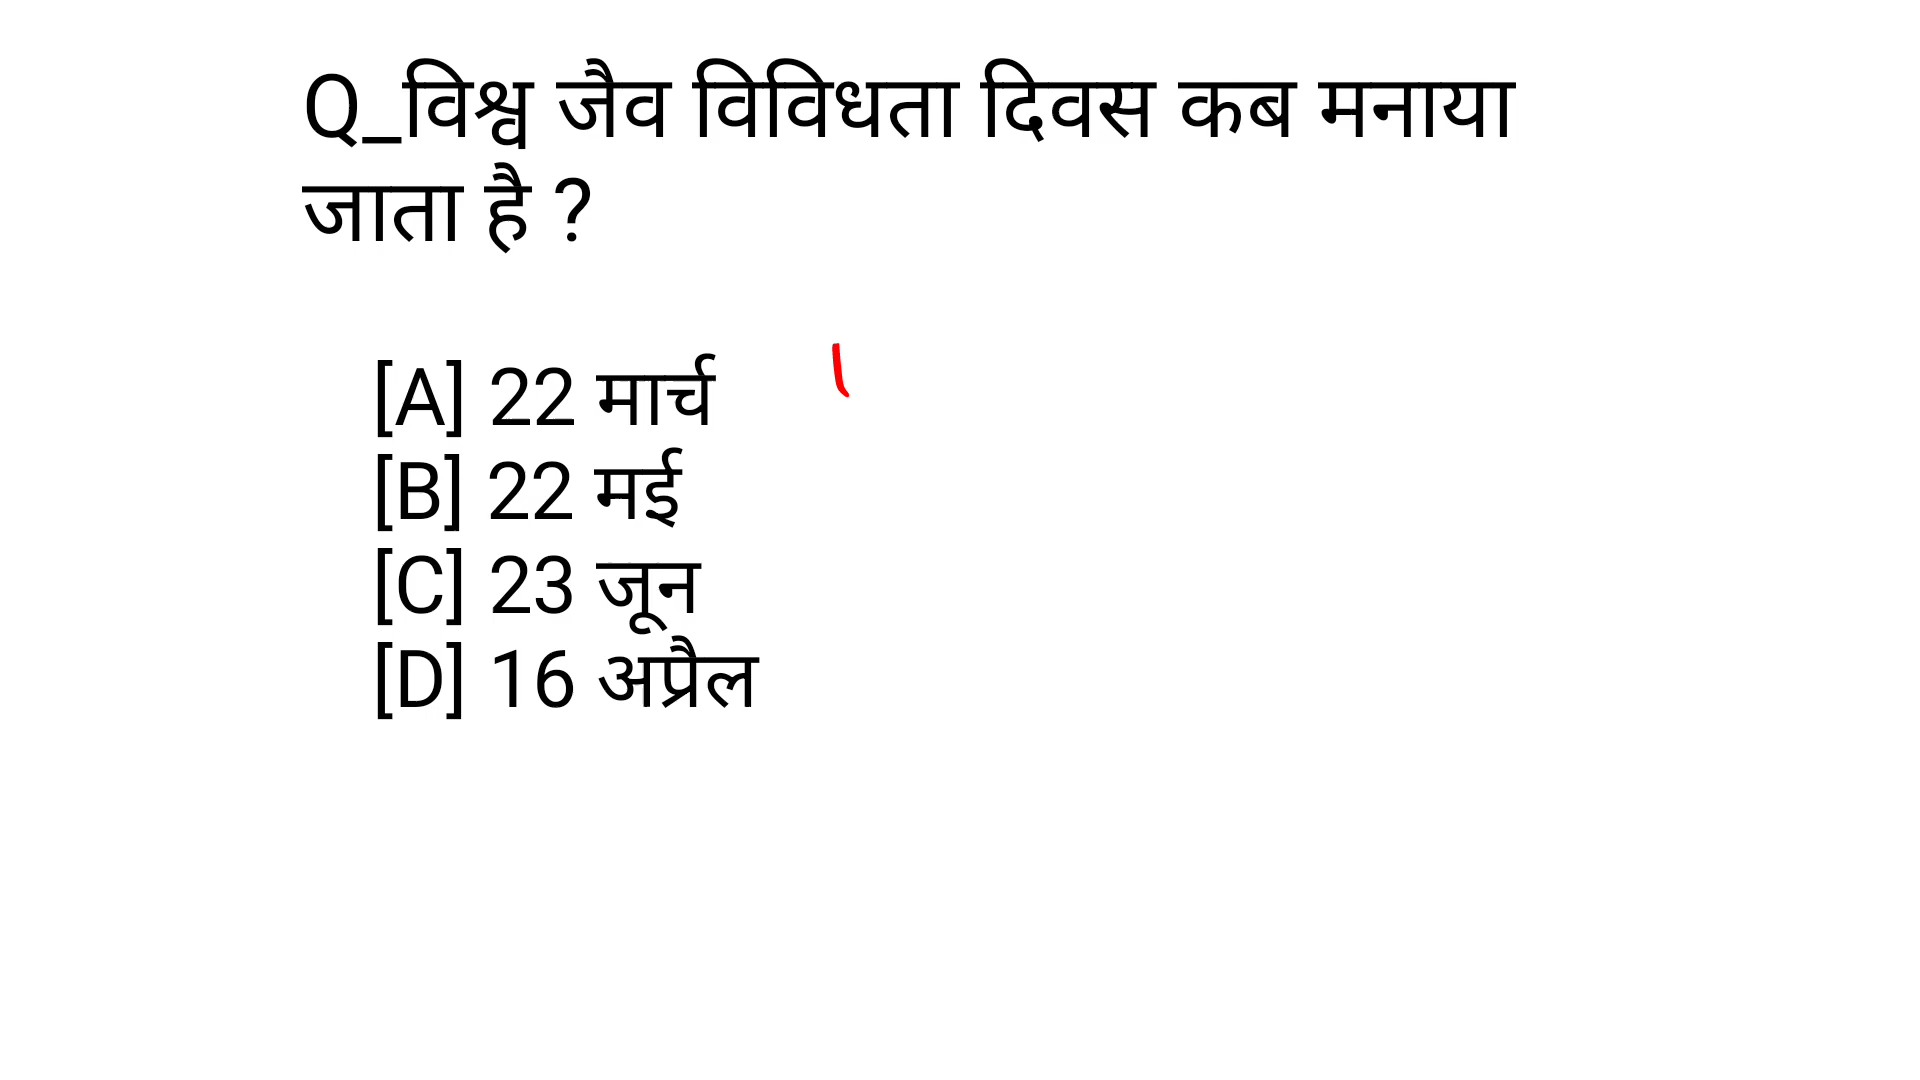 Q_विश्व जैव विविधता दिवस कब मनाया
जाता है ?
[A] 22 मार्च
[B] 22 मई
[C] 23 जून
[D] 16 अप्रैल